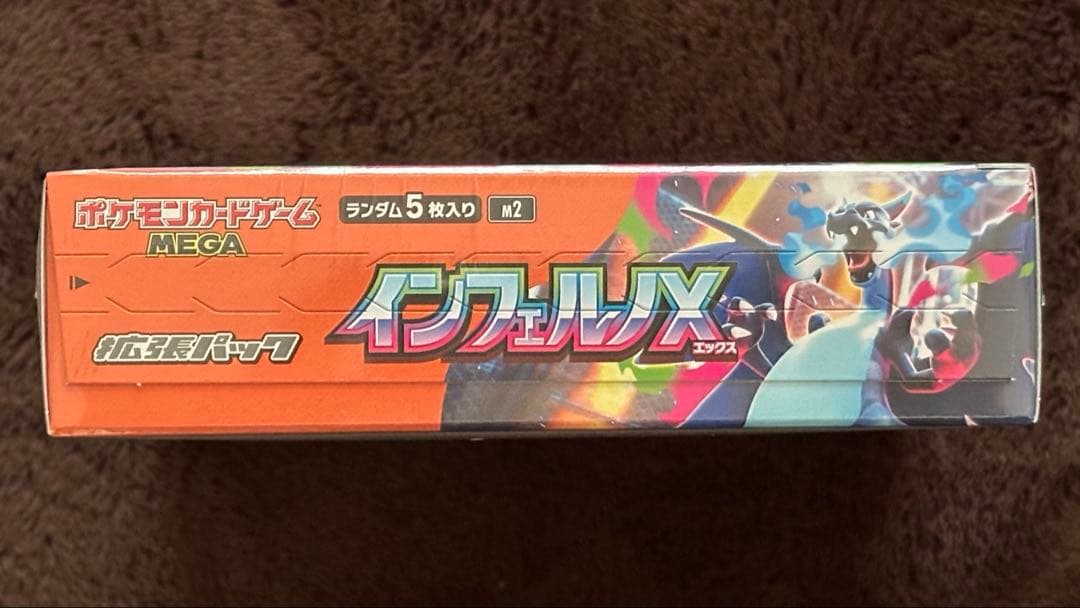 ポケモンカードゲーム
MEGA
ランダム5枚入り
M2
インフェルノX
エックス
拡張パック